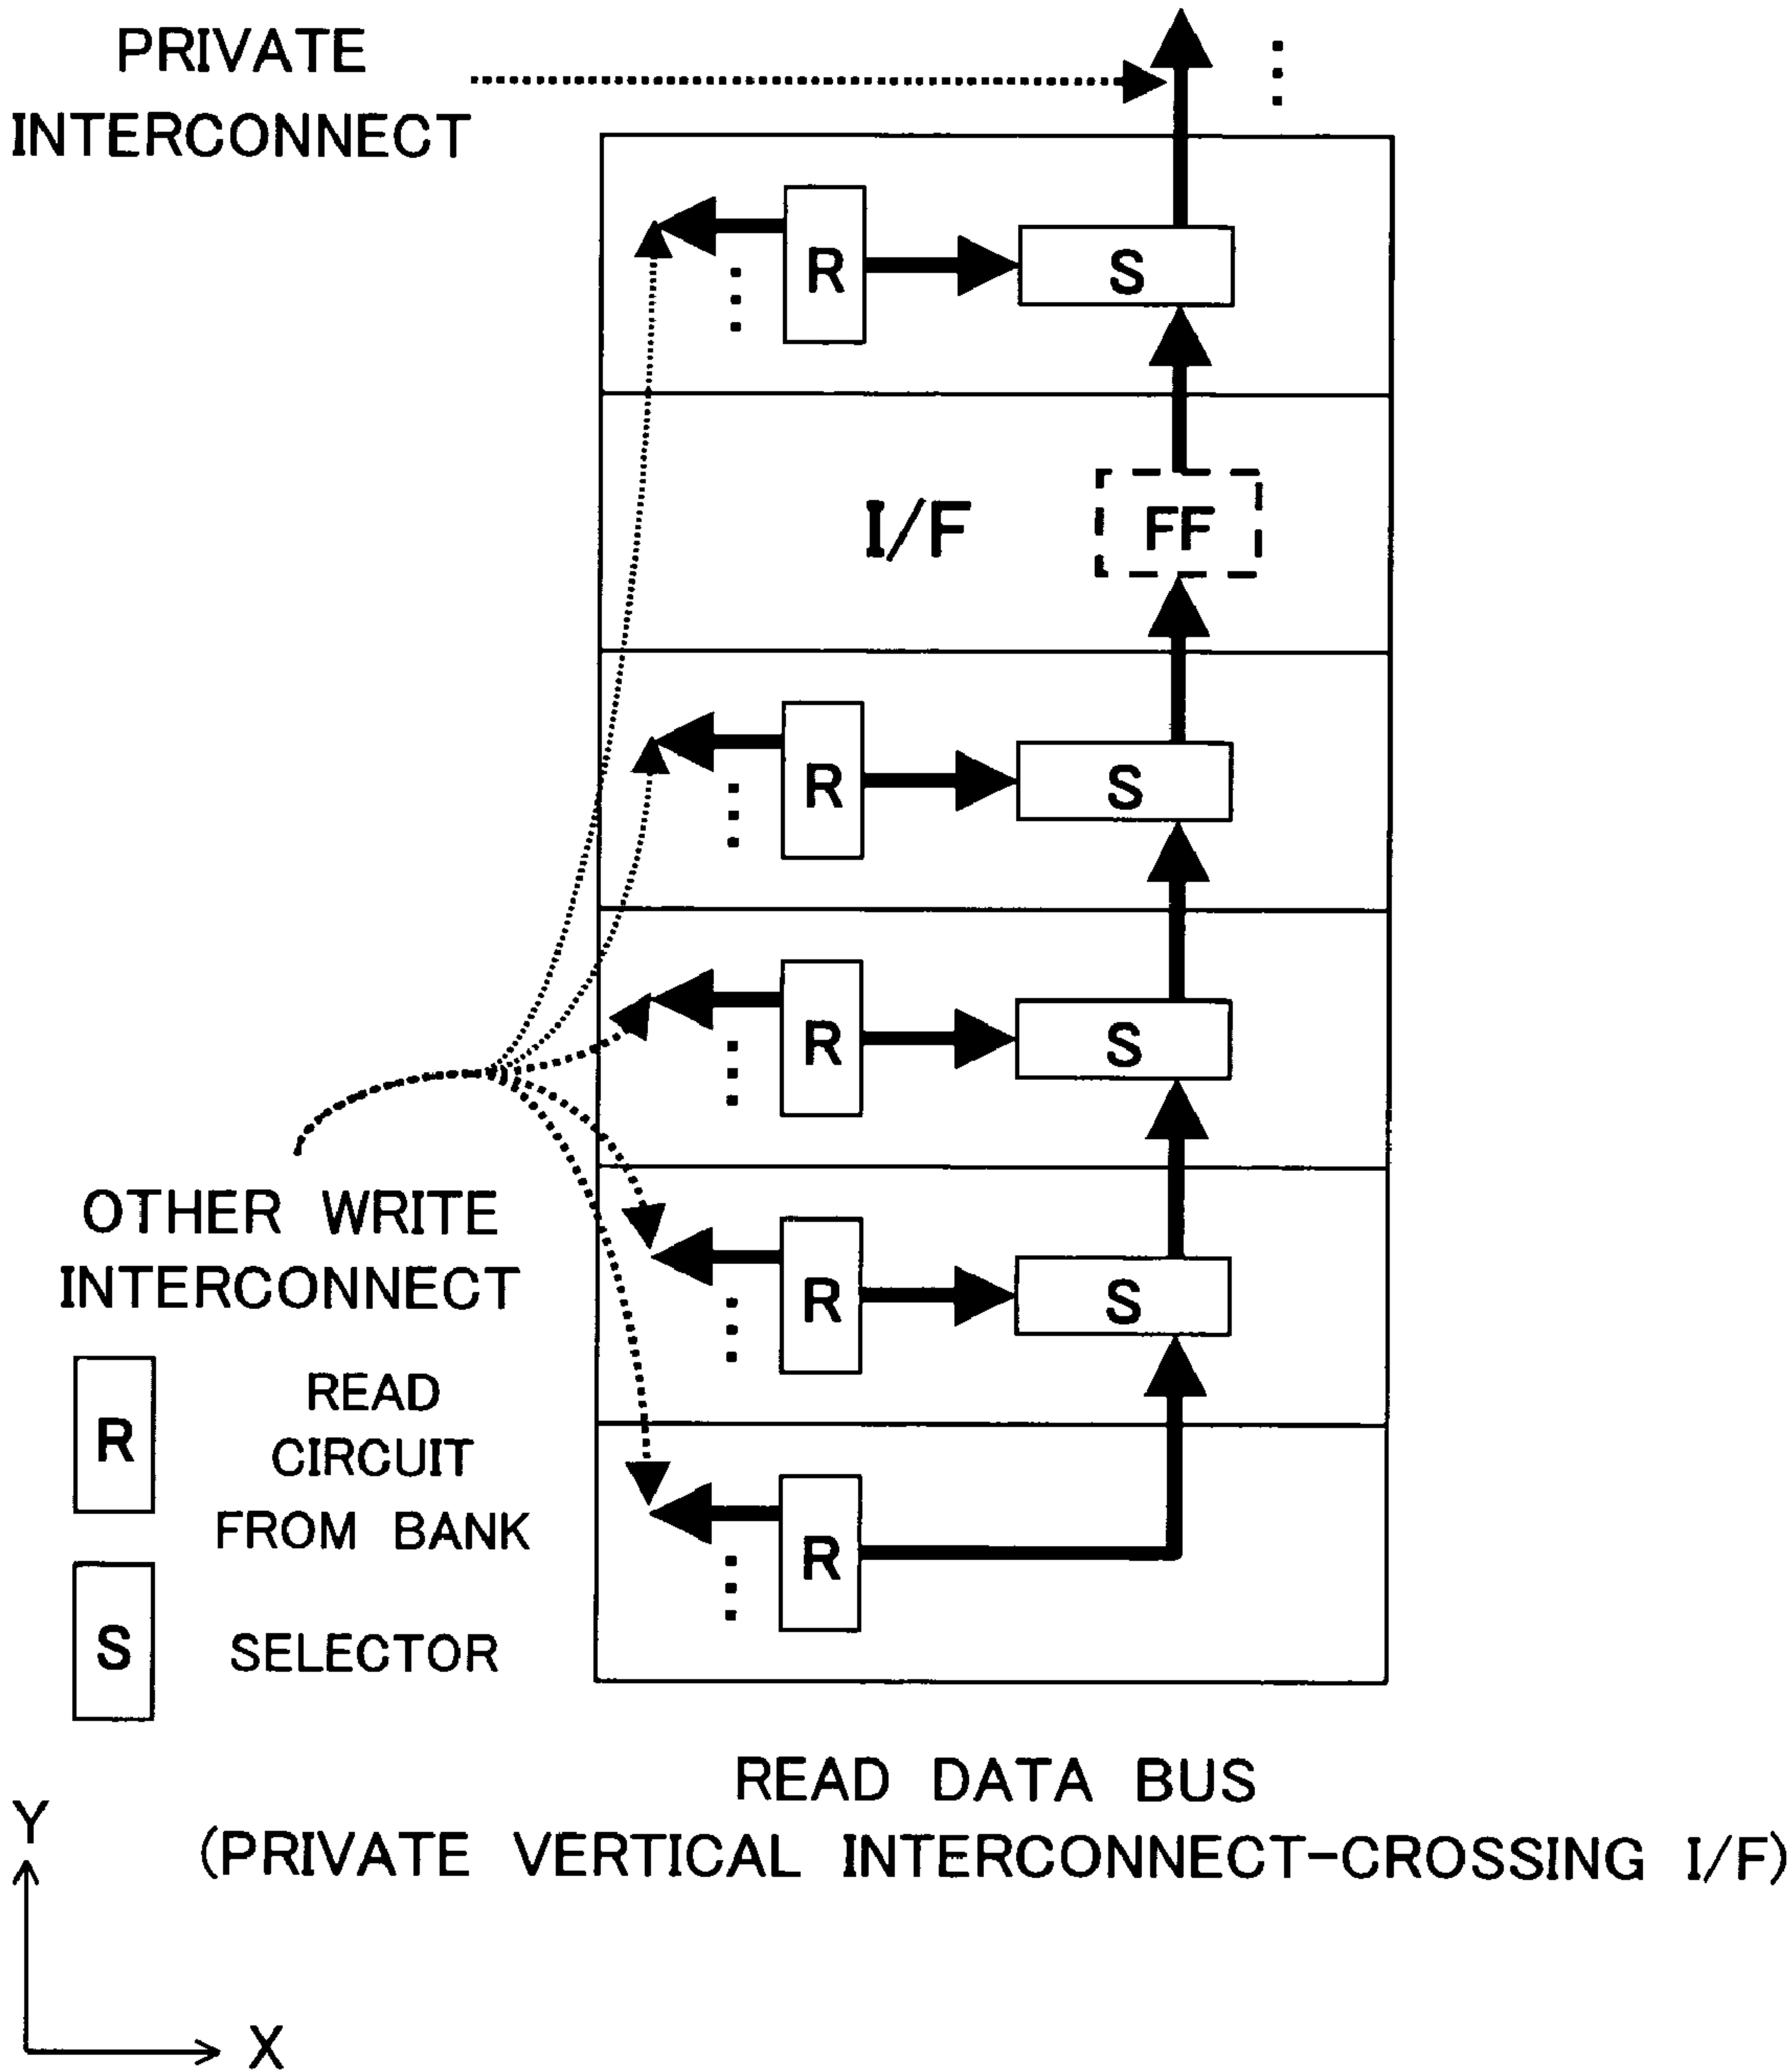 PRIVATE
INTERCONNECT
R
S
I/F
FF
R
S
R
S
R
S
R
OTHER WRITE
INTERCONNECT
R
READ
CIRCUIT
FROM BANK
S
SELECTOR
READ DATA BUS
(PRIVATE VERTICAL INTERCONNECT-CROSSING I/F)
Y
X